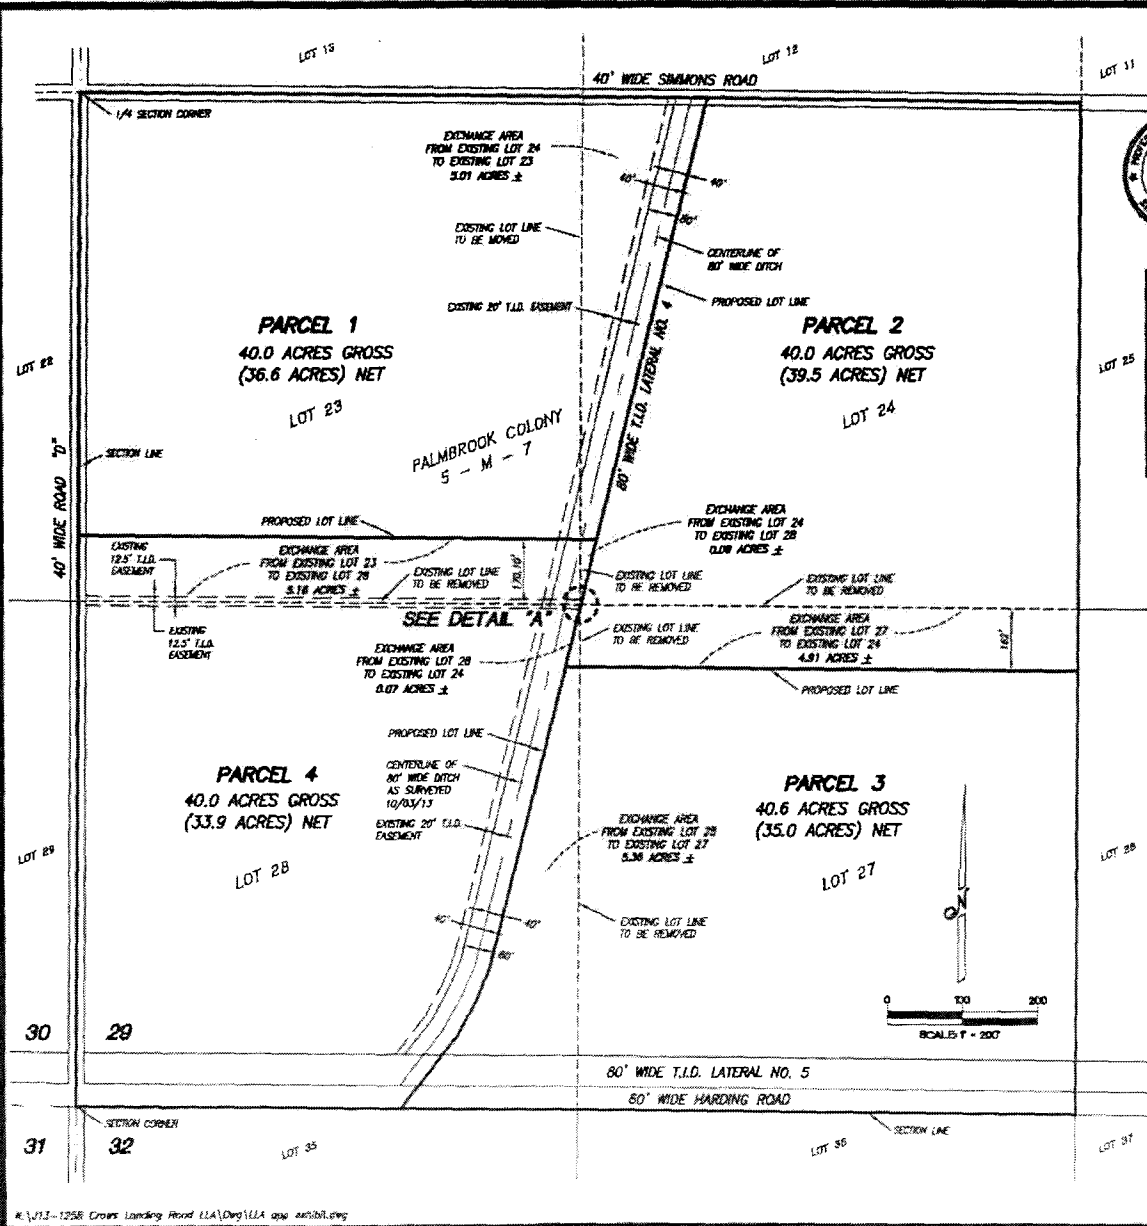 LOT 13
LOT 12
LOT 11
40' WIDE SIMMONS ROAD
1/4 SECTION CORNER
EXCHANGE AREA
FROM EXISTING LOT 24
TO EXISTING LOT 23
5.01 ACRES ±
40'
40'
80'
EXISTING LOT LINE
TO BE MOVED
CENTERLINE OF
80' WIDE DITCH
EXISTING 20' T.I.D. EASEMENT
PROPOSED LOT LINE
80' WIDE T.I.D. LATERAL NO. 4
PARCEL 1
40.0 ACRES GROSS
(36.6 ACRES) NET
LOT 23
PARCEL 2
40.0 ACRES GROSS
(39.5 ACRES) NET
LOT 24
LOT 22
LOT 25
PALMBROOK COLONY
5 - M - 7
40' WIDE ROAD "D"
SECTION LINE
PROPOSED LOT LINE
EXISTING
12.5' T.I.D.
EASEMENT
EXCHANGE AREA
FROM EXISTING LOT 23
TO EXISTING LOT 28
5.16 ACRES ±
EXISTING LOT LINE
TO BE REMOVED
170.10'
EXCHANGE AREA
FROM EXISTING LOT 24
TO EXISTING LOT 28
0.09 ACRES ±
EXISTING LOT LINE
TO BE REMOVED
EXISTING LOT LINE
TO BE REMOVED
SEE DETAIL "A"
EXISTING
12.5' T.I.D.
EASEMENT
EXISTING LOT LINE
TO BE REMOVED
EXCHANGE AREA
FROM EXISTING LOT 27
TO EXISTING LOT 24
4.91 ACRES ±
162'
EXCHANGE AREA
FROM EXISTING LOT 28
TO EXISTING LOT 24
0.07 ACRES ±
PROPOSED LOT LINE
PROPOSED LOT LINE
CENTERLINE OF
80' WIDE DITCH
AS SURVEYED
10/03/13
EXISTING 20' T.I.D.
EASEMENT
PARCEL 4
40.0 ACRES GROSS
(33.9 ACRES) NET
LOT 28
PARCEL 3
40.6 ACRES GROSS
(35.0 ACRES) NET
LOT 27
LOT 29
EXCHANGE AREA
FROM EXISTING LOT 28
TO EXISTING LOT 27
5.36 ACRES ±
EXISTING LOT LINE
TO BE REMOVED
40'
40'
80'
N
0 100 200
SCALE: 1" = 200'
30 29
80' WIDE T.I.D. LATERAL NO. 5
60' WIDE HARDING ROAD
SECTION CORNER
SECTION LINE
31 32
LOT 35
LOT 36
LOT 37